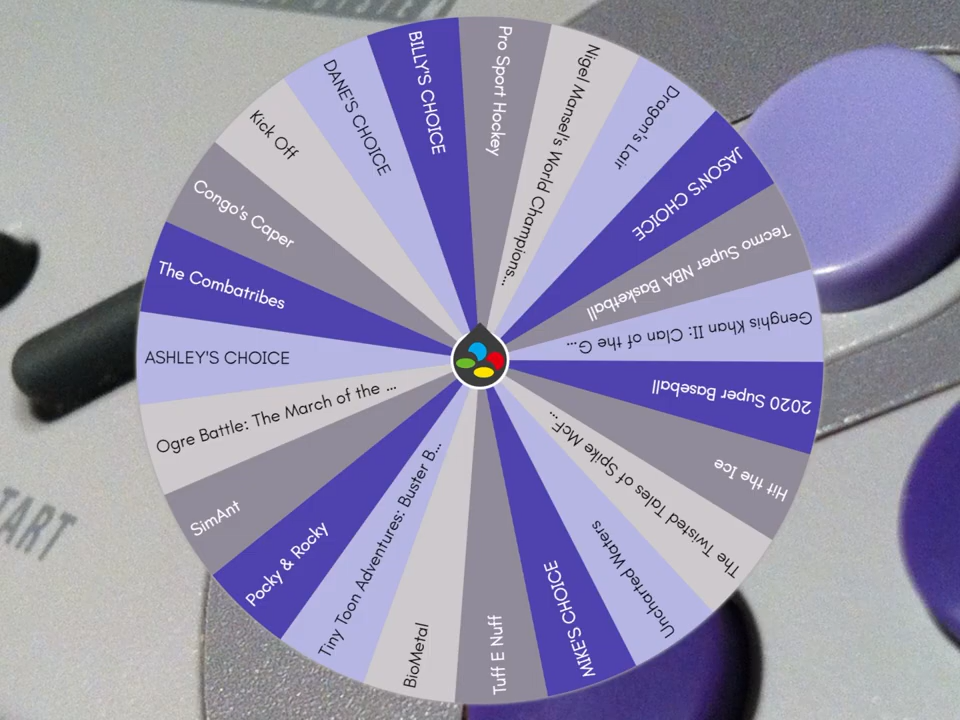 BILLY'S CHOICE
Pro Sport Hockey
Nigel Mansel's World Champions...
Dragon's Lair
JASON'S CHOICE
Tecmo Super NBA Basketball
Genghis Khan II: Clan of the G...
2020 Super Baseball
Hit the Ice
The Twisted Tales of Spike McF...
Uncharted Waters
MIKE'S CHOICE
Tuff E Nuff
BioMetal
Tiny Toon Adventures: Buster B...
Pocky & Rocky
SimAnt
Ogre Battle: The March of the ...
ASHLEY'S CHOICE
The Combatribes
Congo's Caper
Kick Off
DANE'S CHOICE